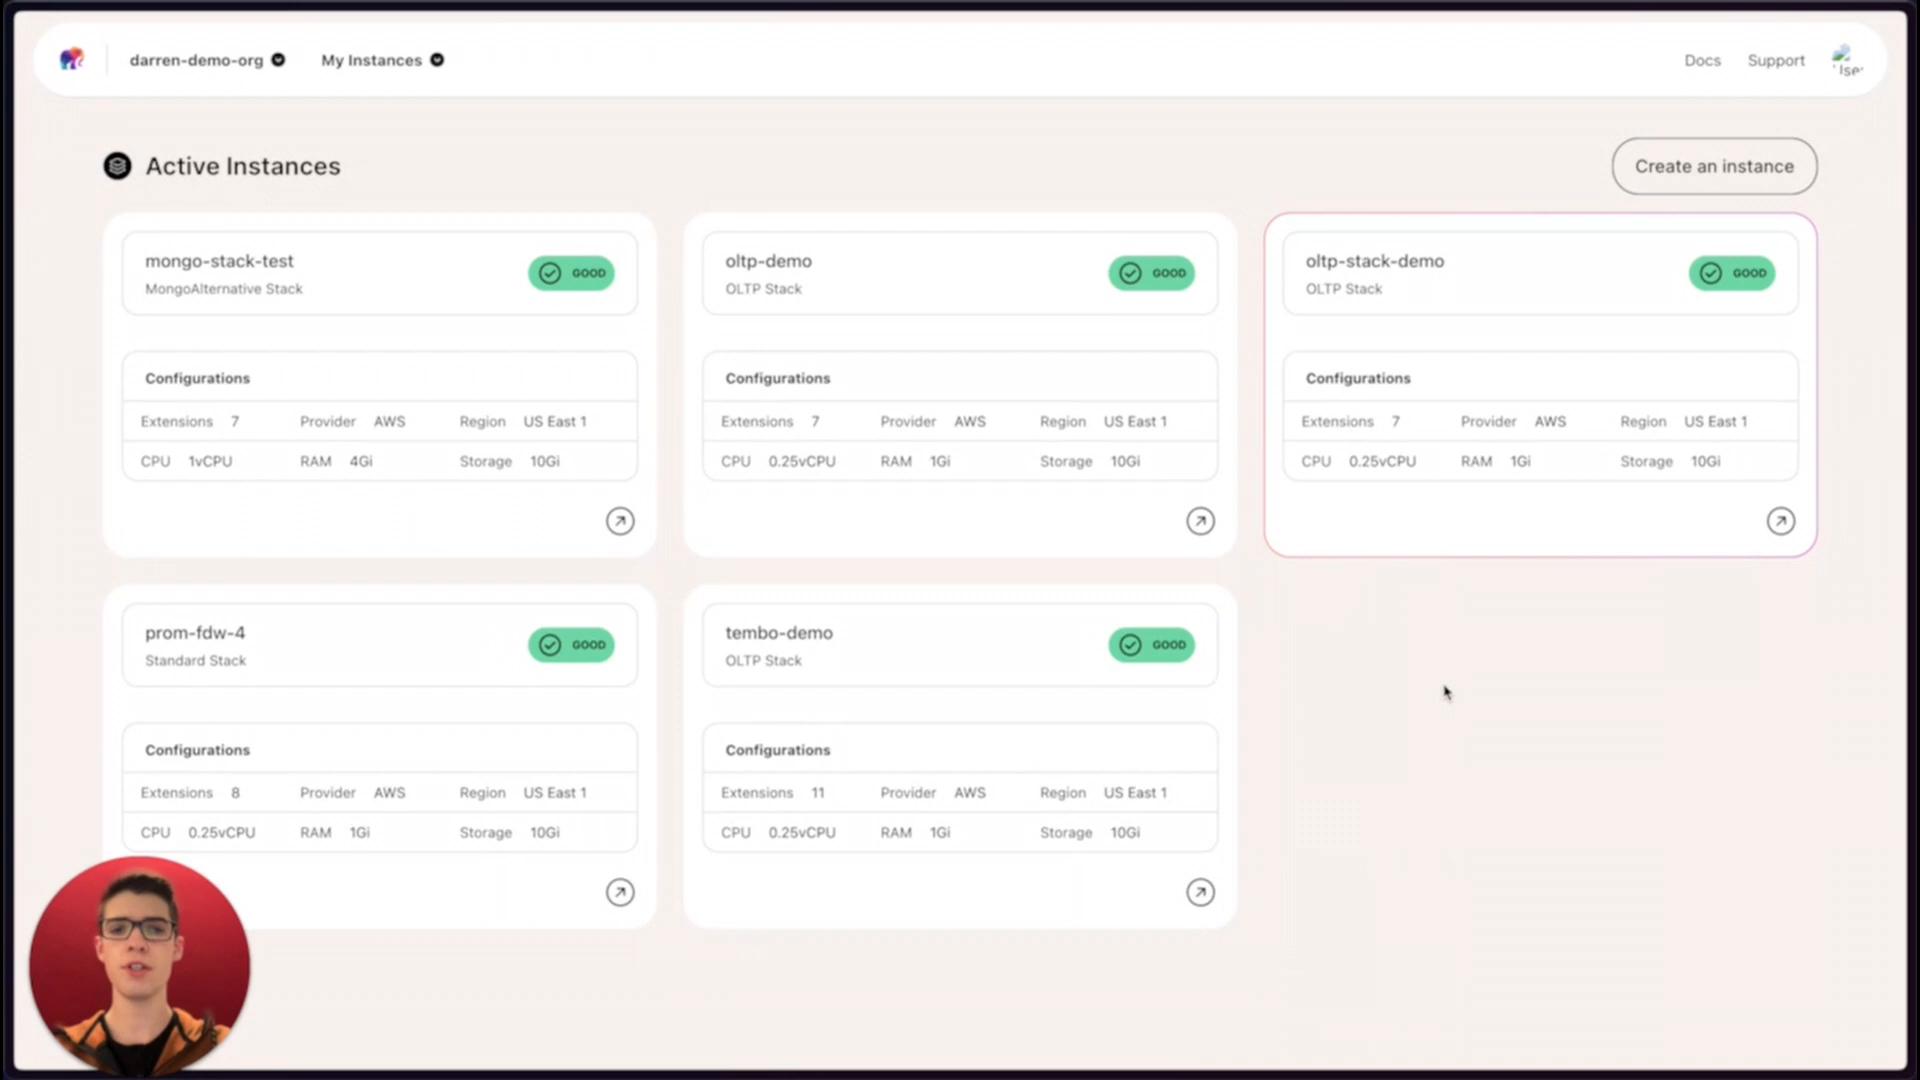 darren-demo-org My Instances Docs Support
Active Instances Create an instance
mongo-stack-test
MongoAlternative Stack
GOOD
Configurations
Extensions 7 Provider AWS Region US East 1
CPU 1vCPU RAM 4Gi Storage 10Gi
oltp-demo
OLTP Stack
GOOD
Configurations
Extensions 7 Provider AWS Region US East 1
CPU 0.25vCPU RAM 1Gi Storage 10Gi
oltp-stack-demo
OLTP Stack
GOOD
Configurations
Extensions 7 Provider AWS Region US East 1
CPU 0.25vCPU RAM 1Gi Storage 10Gi
prom-fdw-4
Standard Stack
GOOD
Configurations
Extensions 8 Provider AWS Region US East 1
CPU 0.25vCPU RAM 1Gi Storage 10Gi
tembo-demo
OLTP Stack
GOOD
Configurations
Extensions 11 Provider AWS Region US East 1
CPU 0.25vCPU RAM 1Gi Storage 10Gi